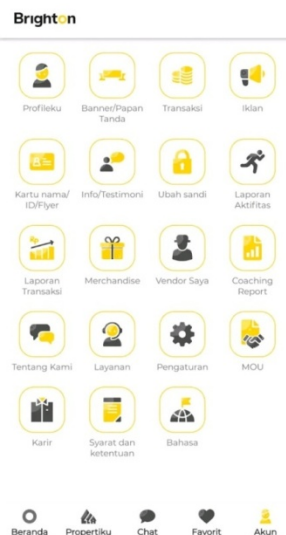 Brighton
Profileku
Banner/Papan
Tanda
Transaksi
Iklan
Kartu nama/
ID/Flyer
Info/Testimoni
Ubah sandi
Laporan
Aktifitas
Laporan
Transaksi
Merchandise
Vendor Saya
Coaching
Report
Tentang Kami
Layanan
Pengaturan
MOU
Karir
Syarat dan
ketentuan
Bahasa
Beranda
Propertiku
Chat
Favorit
Akun